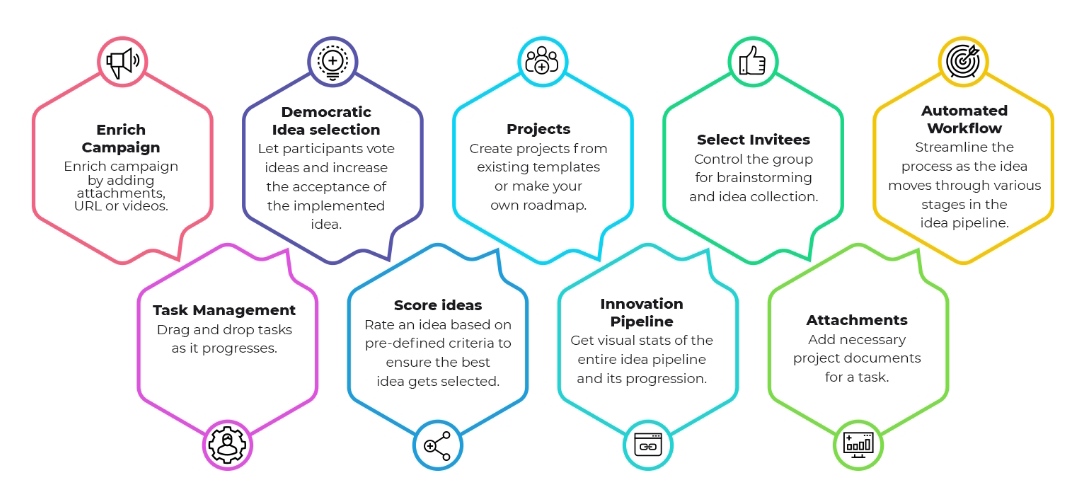 Enrich
Campaign
Enrich campaign
by adding
attachments,
URL or videos.
Democratic
Idea selection
Let participants vote
ideas and increase
the acceptance of
the implemented
idea.
Projects
Create projects from
existing templates
or make your
own roadmap.
Select Invitees
Control the group
for brainstorming
and idea collection.
Automated
Workflow
Streamline the
process as the idea
moves through various
stages in the
idea pipeline.
Task Management
Drag and drop tasks
as it progresses.
Score ideas
Rate an idea based on
pre-defined criteria to
ensure the best
idea gets selected.
Innovation
Pipeline
Get visual stats of the
entire idea pipeline
and its progression.
Attachments
Add necessary
project documents
for a task.